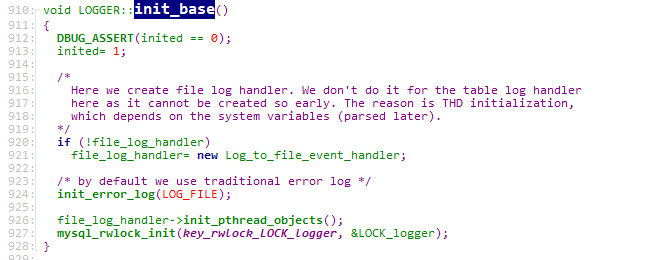 910: void LOGGER::init_base()
911: {
912:   DBUG_ASSERT(inited == 0);
913:   inited= 1;
914:
915:   /*
916:     Here we create file log handler. We don't do it for the table log handler
917:     here as it cannot be created so early. The reason is THD initialization,
918:     which depends on the system variables (parsed later).
919:   */
920:   if (!file_log_handler)
921:     file_log_handler= new Log_to_file_event_handler;
922:
923:   /* by default we use traditional error log */
924:   init_error_log(LOG_FILE);
925:
926:   file_log_handler->init_pthread_objects();
927:   mysql_rwlock_init(key_rwlock_LOCK_logger, &LOCK_logger);
928: }
929: